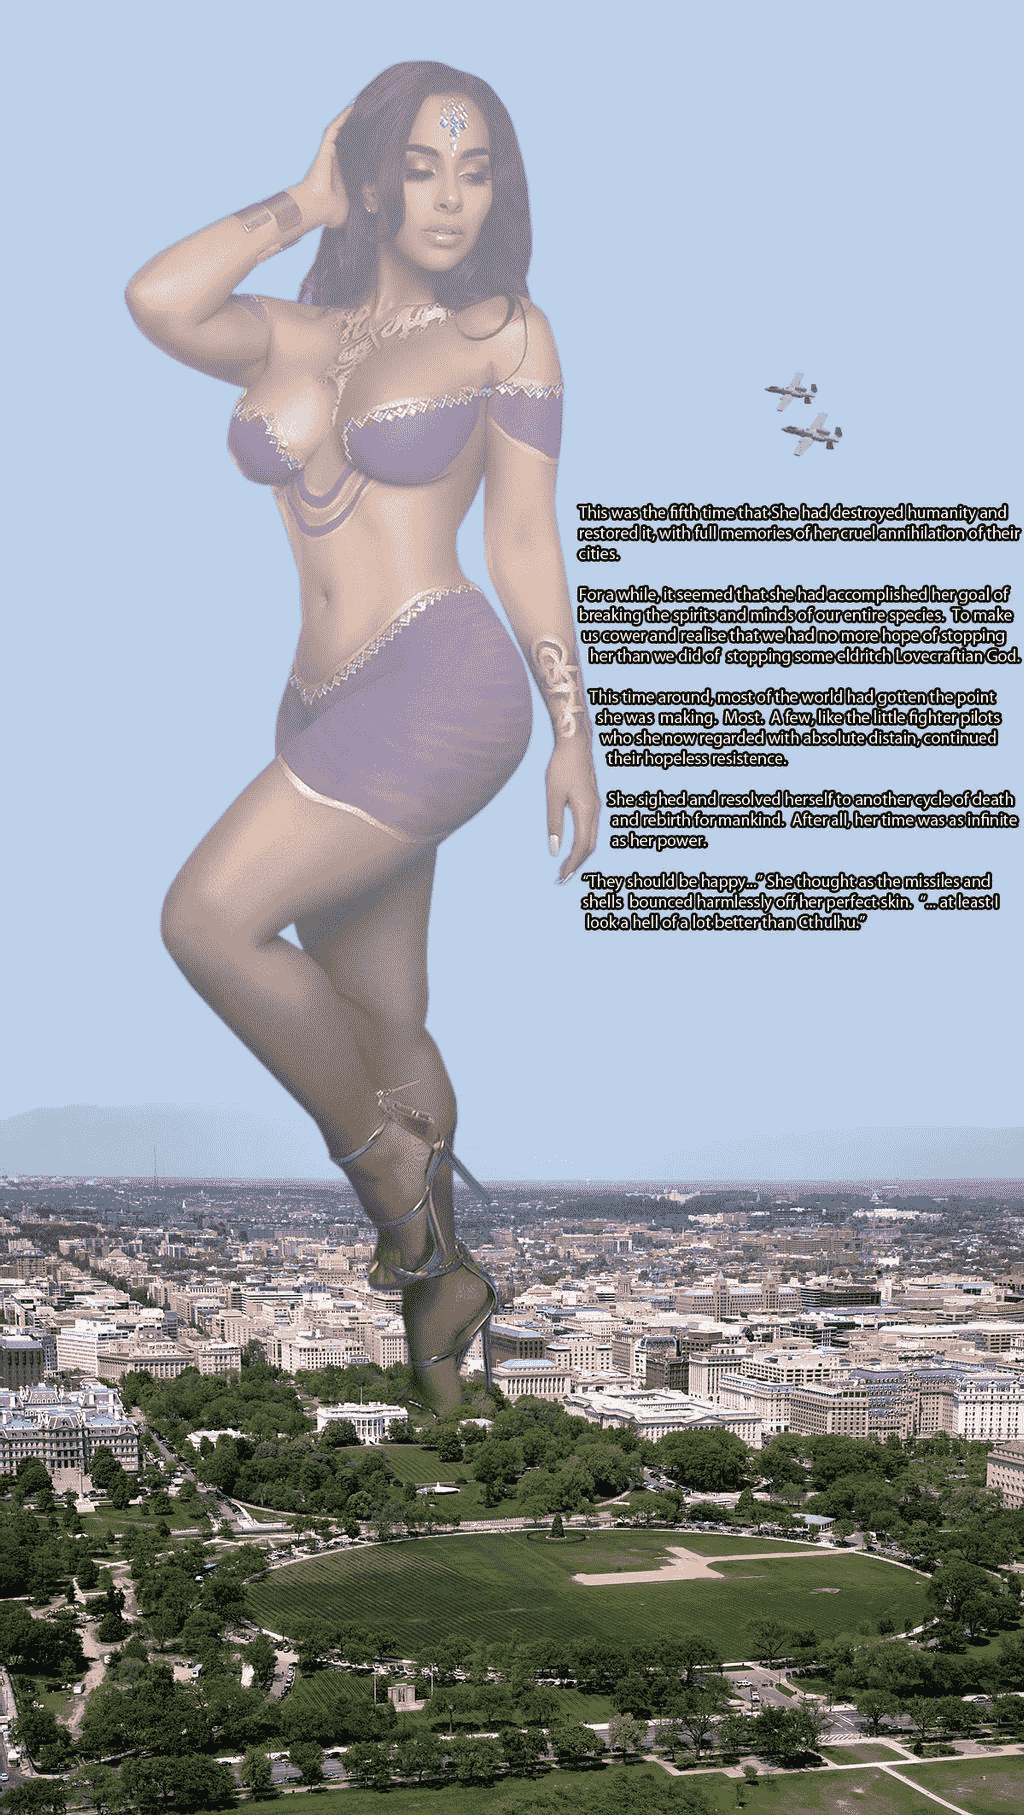 This was the fifth time that She had destroyed humanity and
restored it, with full memories of her cruel annihilation of their
cities.
For a while, it seemed that she had accomplished her goal of
breaking the spirits and minds of our entire species.  To make
us cower and realise that we had no more hope of stopping
her than we did of  stopping some eldritch Lovecraftian God.
This time around, most of the world had gotten the point
she was  making.  Most.  A few, like the little fighter pilots
who she now regarded with absolute distain, continued
their hopeless resistence.
She sighed and resolved herself to another cycle of death
and rebirth for mankind.  After all, her time was as infinite
as her power.
“They should be happy...” She thought as the missiles and
shells  bounced harmlessly off her perfect skin.  “... at least I
look a hell of a lot better than Cthulhu.”